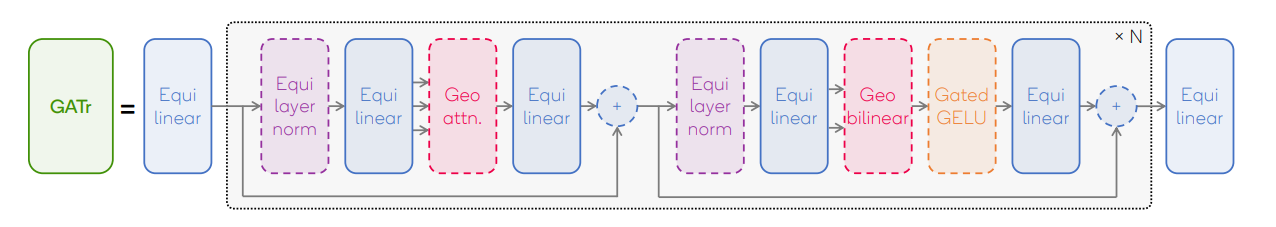 GATr
=
Equi
linear
Equi
layer
norm
Equi
linear
Geo
attn.
Equi
linear
+
Equi
layer
norm
Equi
linear
Geo
bilinear
Gated
GELU
Equi
linear
+
× N
Equi
linear